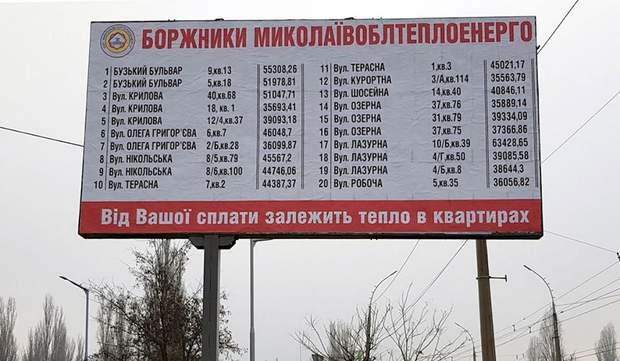 БОРЖНИКИ МИКОЛАЇВОБЛТЕПЛОЕНЕРГО
1 БУЗЬКИЙ БУЛЬВАР 9,кв.13 55308,26
2 БУЗЬКИЙ БУЛЬВАР 5,кв.18 51978,81
3 Вул. КРИЛОВА 40,кв.68 51047,71
4 Вул. КРИЛОВА 18, кв.1 35693,41
5 Вул. КРИЛОВА 12/4,кв.37 39093,18
6 Вул. ОЛЕГА ГРИГОР'ЄВА 6,кв.7 46048,7
7 Вул. ОЛЕГА ГРИГОР'ЄВА 2/Б,кв.28 36099,87
8 Вул. НІКОЛЬСЬКА 8/5,кв.79 45567,2
9 Вул. НІКОЛЬСЬКА 8/6,кв.100 44746,06
10 Вул. ТЕРАСНА 7,кв.2 44387,37
11 Вул. ТЕРАСНА 1,кв.3 45021,17
12 Вул. КУРОРТНА 3/А,кв.114 35563,79
13 Вул. ШОСЕЙНА 14,кв.40 40846,11
14 Вул. ОЗЕРНА 37,кв.76 35889,14
15 Вул. ОЗЕРНА 31,кв.79 39334,09
16 Вул. ОЗЕРНА 31,кв.75 37366,86
17 Вул. ЛАЗУРНА 10/Б,кв.39 63428,65
18 Вул. ЛАЗУРНА 4/Г,кв.50 39085,58
19 Вул. ЛАЗУРНА 4/Б,кв.8 38644,3
20 Вул. РОБОЧА 5,кв.35 36056,82
Від Вашої сплати залежить тепло в квартирах